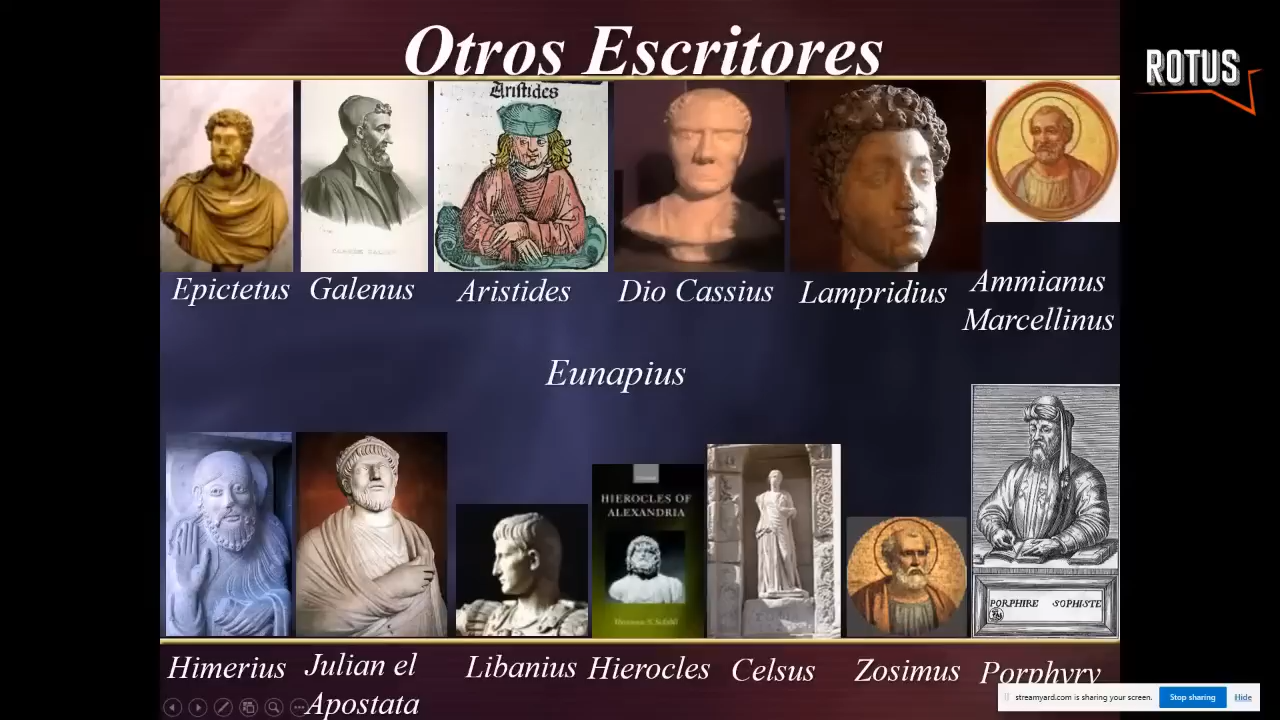 Otros Escritores
ROTUS
Aristides
Epictetus
Galenus
Aristides
Dio Cassius
Lampridius
Ammianus
Marcellinus
Eunapius
HIEROCLES OF
ALEXANDRIA
PORPHIRE SOPHISTE
Himerius
Julian el
Apostata
Libanius
Hierocles
Celsus
Zosimus
Porphyry
streamyard.com is sharing your screen.
Stop sharing
Hide